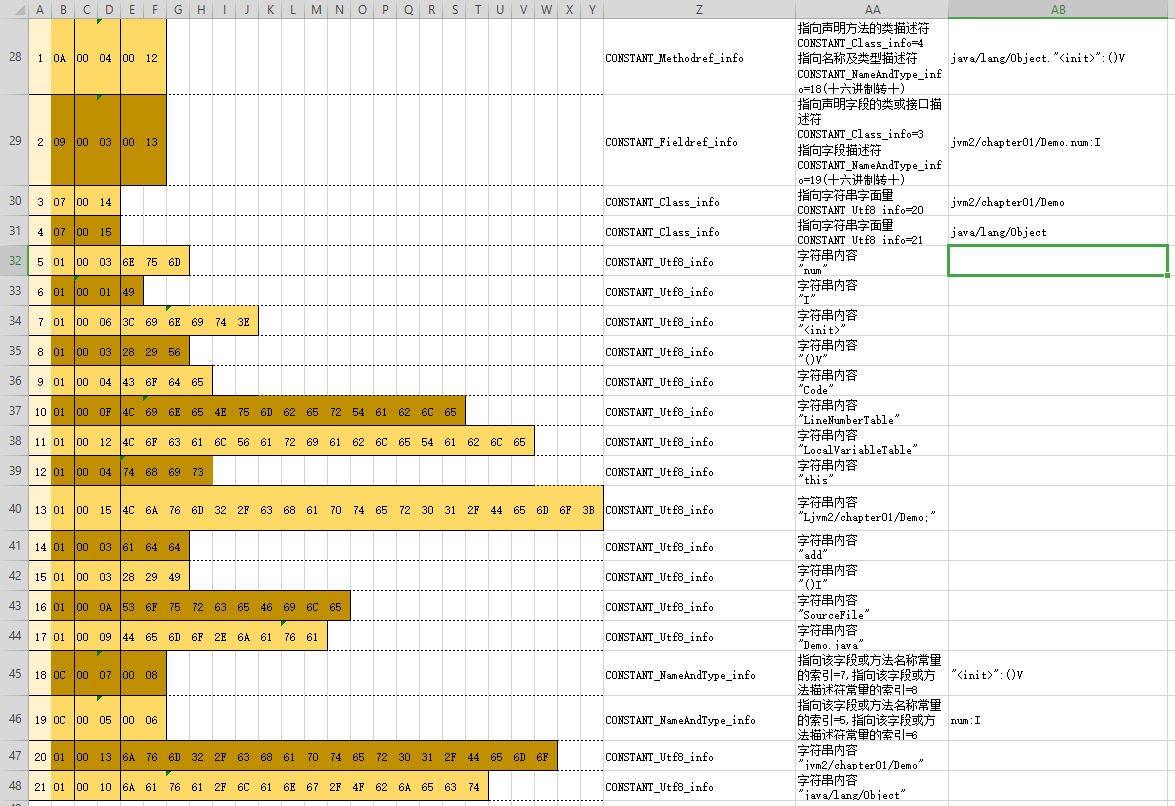 A B C D E F G H I J K L M N O P Q R S T U V W X Y Z AA AB
28 1 0A 00 04 00 12 CONSTANT_Methodref_info 指向声明方法的类描述符
CONSTANT_Class_info=4
指向名称及类型描述符
CONSTANT_NameAndType_inf
o=18(十六进制转十) java/lang/Object."<init>":()V
29 2 09 00 03 00 13 CONSTANT_Fieldref_info 指向声明字段的类或接口描
述符
CONSTANT_Class_info=3
指向字段描述符
CONSTANT_NameAndType_inf
o=19(十六进制转十) jvm2/chapter01/Demo.num:I
30 3 07 00 14 CONSTANT_Class_info 指向字符串字面量
CONSTANT_Utf8_info=20 jvm2/chapter01/Demo
31 4 07 00 15 CONSTANT_Class_info 指向字符串字面量
CONSTANT_Utf8_info=21 java/lang/Object
32 5 01 00 03 6E 75 6D CONSTANT_Utf8_info 字符串内容
"num"
33 6 01 00 01 49 CONSTANT_Utf8_info 字符串内容
"I"
34 7 01 00 06 3C 69 6E 69 74 3E CONSTANT_Utf8_info 字符串内容
"<init>"
35 8 01 00 03 28 29 56 CONSTANT_Utf8_info 字符串内容
"()V"
36 9 01 00 04 43 6F 64 65 CONSTANT_Utf8_info 字符串内容
"Code"
37 10 01 00 0F 4C 69 6E 65 4E 75 6D 62 65 72 54 61 62 6C 65 CONSTANT_Utf8_info 字符串内容
"LineNumberTable"
38 11 01 00 12 4C 6F 63 61 6C 56 61 72 69 61 62 6C 65 54 61 62 6C 65 CONSTANT_Utf8_info 字符串内容
"LocalVariableTable"
39 12 01 00 04 74 68 69 73 CONSTANT_Utf8_info 字符串内容
"this"
40 13 01 00 15 4C 6A 76 6D 32 2F 63 68 61 70 74 65 72 30 31 2F 44 65 6D 6F 3B CONSTANT_Utf8_info 字符串内容
"Ljvm2/chapter01/Demo;"
41 14 01 00 03 61 64 64 CONSTANT_Utf8_info 字符串内容
"add"
42 15 01 00 03 28 29 49 CONSTANT_Utf8_info 字符串内容
"()I"
43 16 01 00 0A 53 6F 75 72 63 65 46 69 6C 65 CONSTANT_Utf8_info 字符串内容
"SourceFile"
44 17 01 00 09 44 65 6D 6F 2E 6A 61 76 61 CONSTANT_Utf8_info 字符串内容
"Demo.java"
45 18 0C 00 07 00 08 CONSTANT_NameAndType_info 指向该字段或方法名称常量
的索引=7,指向该字段或方
法描述符常量的索引=8 "<init>":()V
46 19 0C 00 05 00 06 CONSTANT_NameAndType_info 指向该字段或方法名称常量
的索引=5,指向该字段或方
法描述符常量的索引=6 num:I
47 20 01 00 13 6A 76 6D 32 2F 63 68 61 70 74 65 72 30 31 2F 44 65 6D 6F CONSTANT_Utf8_info 字符串内容
"jvm2/chapter01/Demo"
48 21 01 00 10 6A 61 76 61 2F 6C 61 6E 67 2F 4F 62 6A 65 63 74 CONSTANT_Utf8_info 字符串内容
"java/lang/Object"